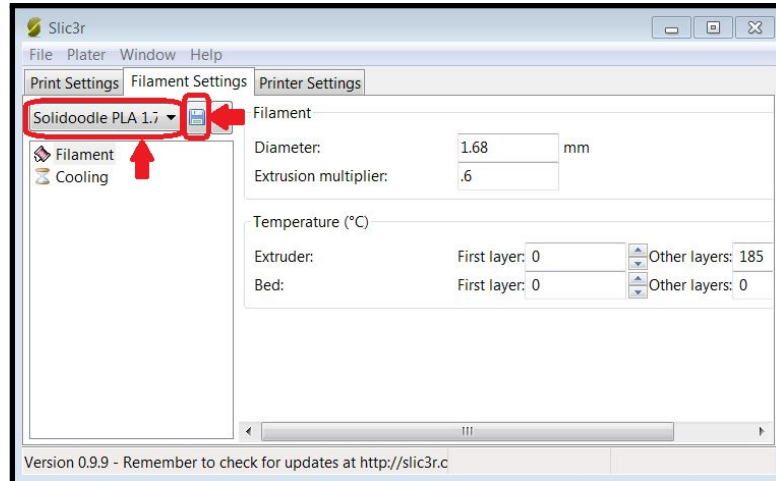 Slic3r
File Plater Window Help
Print Settings Filament Settings Printer Settings
Solidoodle PLA 1.7
Filament
Cooling
Filament
Diameter: 1.68 mm
Extrusion multiplier: .6
Temperature (°C)
Extruder: First layer: 0 Other layers: 185
Bed: First layer: 0 Other layers: 0
Version 0.9.9 - Remember to check for updates at http://slic3r.c